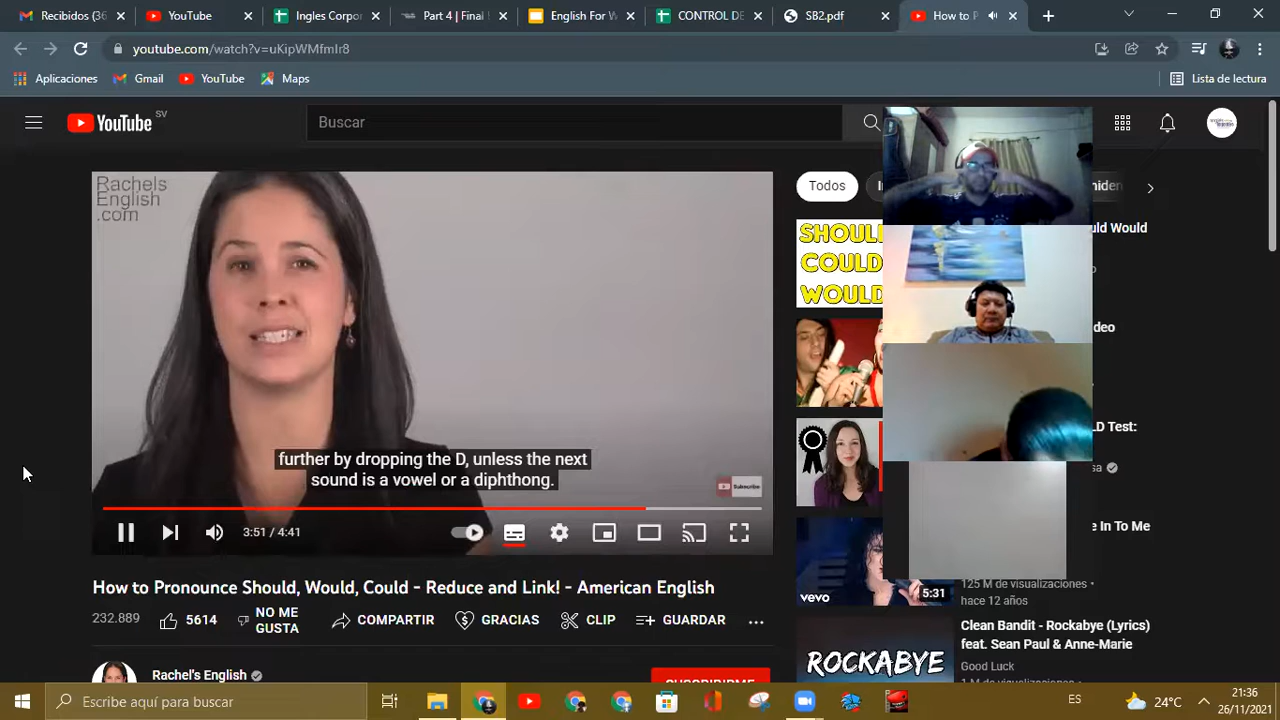 Recibidos (36
YouTube
Ingles Corpor
Part 4 | Final
English For W
CONTROL DE
SB2.pdf
How to P
youtube.com/watch?v=uKipWMfmIr8
Aplicaciones
Gmail
YouTube
Maps
Lista de lectura
YouTube SV
Buscar
Rachels
English
.com
further by dropping the D, unless the next
sound is a vowel or a diphthong.
Subscribe
3:51 / 4:41
How to Pronounce Should, Would, Could - Reduce and Link! - American English
232.889
5614
NO ME
GUSTA
COMPARTIR
GRACIAS
CLIP
GUARDAR
Rachel's English
SUSCRIBIRME
Todos
SHOULD
COULD
WOULD
uld Would
deo
D Test:
e In To Me
vevo
5:31
125 M de visualizaciones •
hace 12 años
ROCKABYE
Clean Bandit - Rockabye (Lyrics)
feat. Sean Paul & Anne-Marie
Good Luck
Escribe aquí para buscar
ES
24°C
21:36
26/11/2021